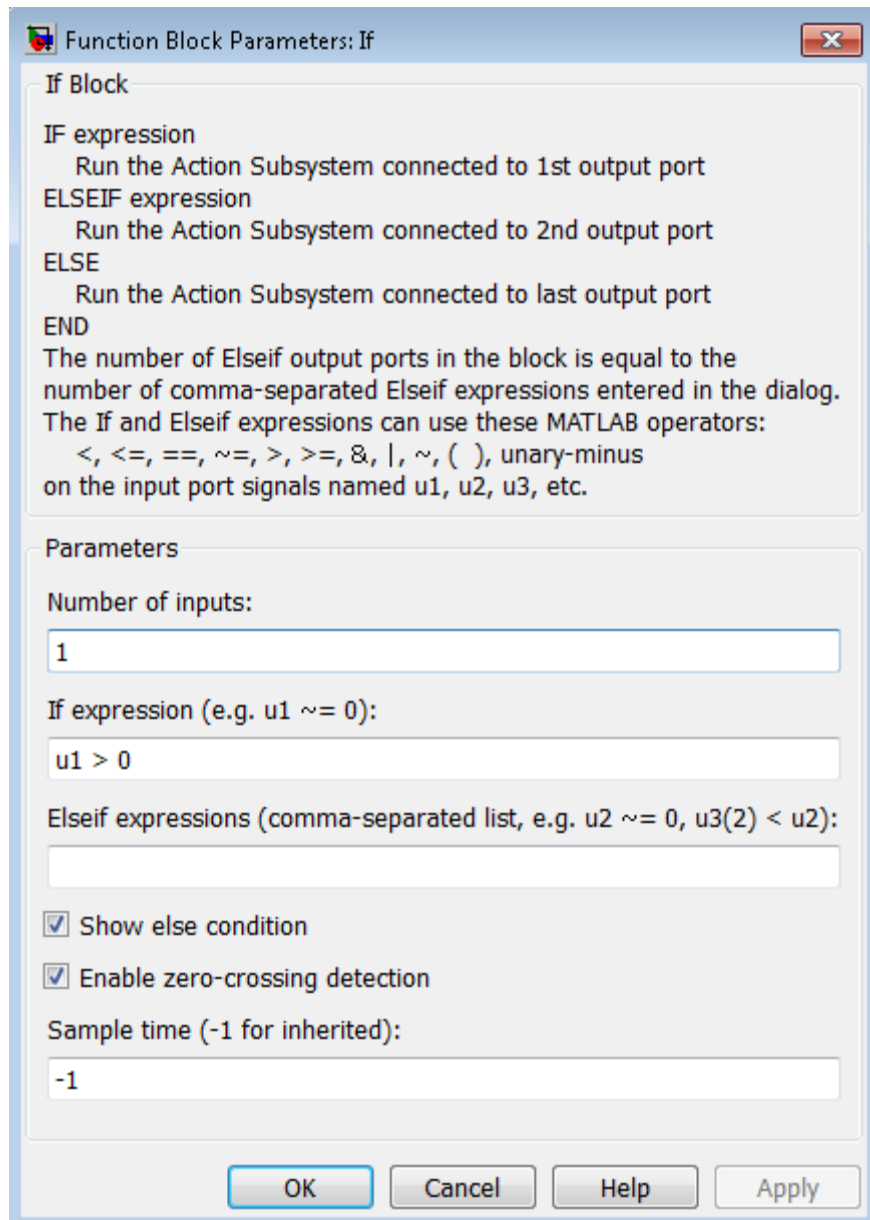 Function Block Parameters: If
If Block
IF expression
Run the Action Subsystem connected to 1st output port
ELSEIF expression
Run the Action Subsystem connected to 2nd output port
ELSE
Run the Action Subsystem connected to last output port
END
The number of Elseif output ports in the block is equal to the
number of comma-separated Elseif expressions entered in the dialog.
The If and Elseif expressions can use these MATLAB operators:
<, <=, ==, ~=, >, >=, &, |, ~, ( ), unary-minus
on the input port signals named u1, u2, u3, etc.
Parameters
Number of inputs:
1
If expression (e.g. u1 ~= 0):
u1 > 0
Elseif expressions (comma-separated list, e.g. u2 ~= 0, u3(2) < u2):
Show else condition
Enable zero-crossing detection
Sample time (-1 for inherited):
-1
OK Cancel Help Apply